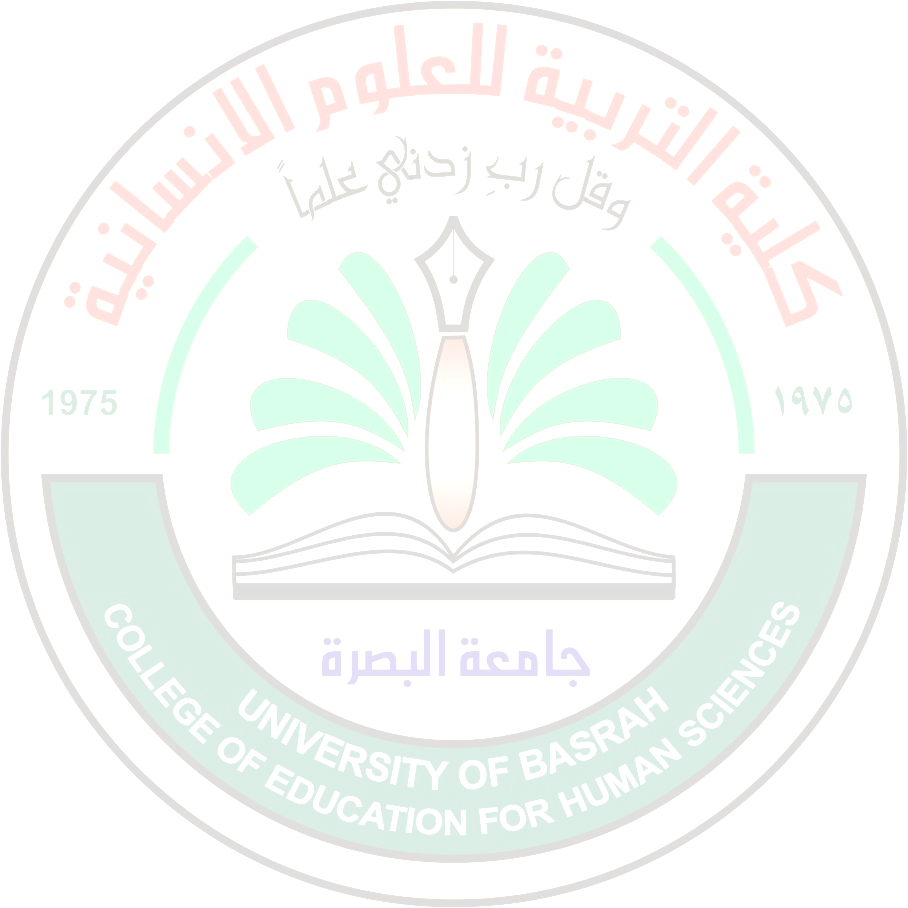 كلية التربية للعلوم الانسانية
وقل ربِ زدني علماً
1975
١٩٧٥
جامعة البصرة
UNIVERSITY OF BASRAH
COLLEGE OF EDUCATION FOR HUMAN SCIENCES